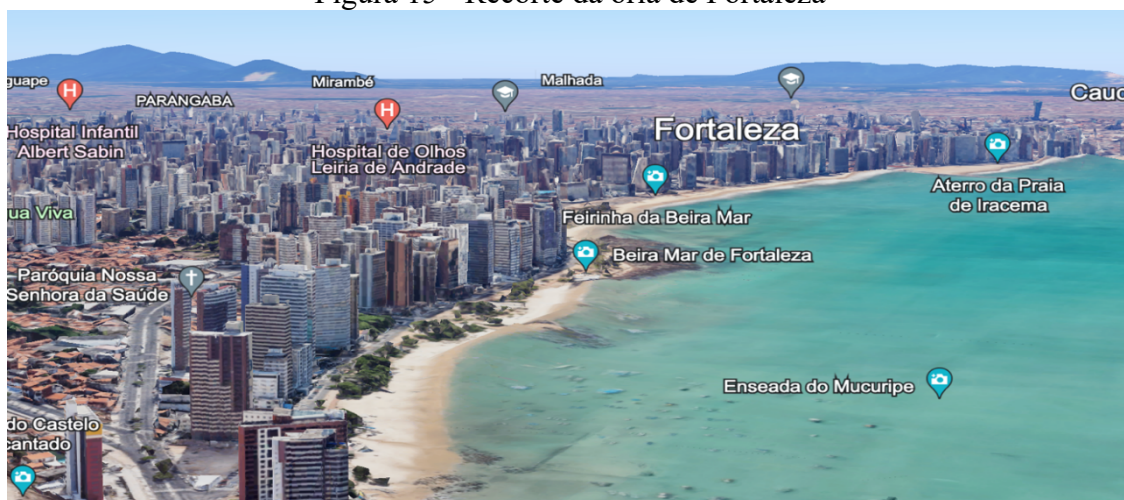 Figura 15 - Recorte da orla de Fortaleza
guape
Mirambé
Malhada
PARANGABA
Cauc
Hospital Infantil
Albert Sabin
Hospital de Olhos
Leiria de Andrade
Fortaleza
Aterro da Praia
de Iracema
ua Viva
Feirinha da Beira Mar
Beira Mar de Fortaleza
Paróquia Nossa
Senhora da Saúde
Enseada do Mucuripe
do Castelo
cantado